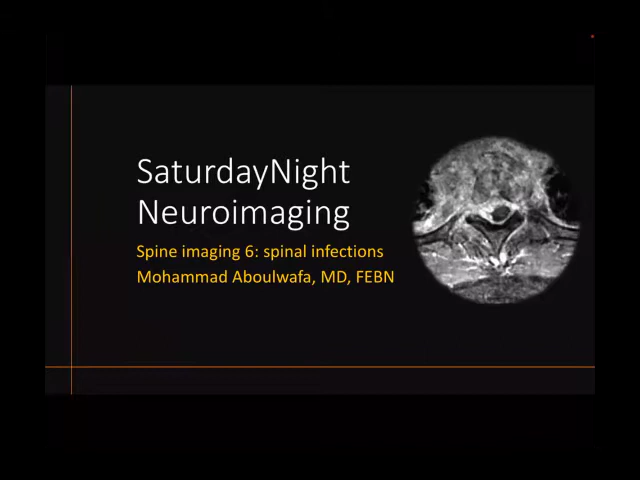 SaturdayNight
Neuroimaging
Spine imaging 6: spinal infections
Mohammad Aboulwafa, MD, FEBN